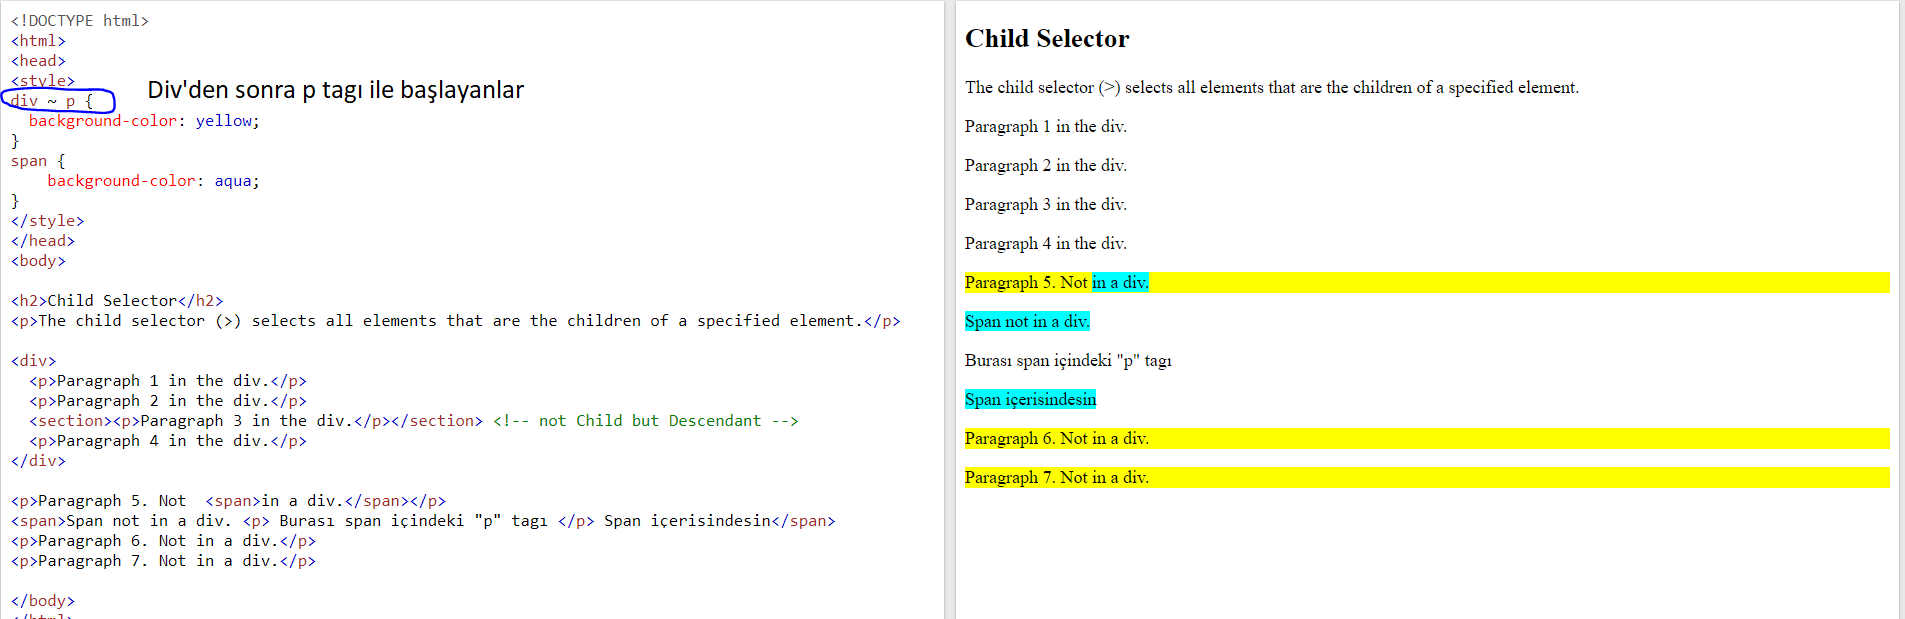 <!DOCTYPE html>
<html>
<head>
<style>
div ~ p {
Div'den sonra p tagı ile başlayanlar
  background-color: yellow;
}
span {
    background-color: aqua;
}
</style>
</head>
<body>

<h2>Child Selector</h2>
<p>The child selector (>) selects all elements that are the children of a specified element.</p>

<div>
  <p>Paragraph 1 in the div.</p>
  <p>Paragraph 2 in the div.</p>
  <section><p>Paragraph 3 in the div.</p></section> <!-- not Child but Descendant -->
  <p>Paragraph 4 in the div.</p>
</div>

<p>Paragraph 5. Not  <span>in a div.</span></p>
<span>Span not in a div. <p> Burası span içindeki "p" tagı </p> Span içerisindesin</span>
<p>Paragraph 6. Not in a div.</p>
<p>Paragraph 7. Not in a div.</p>

</body>
</html>
Child Selector
The child selector (>) selects all elements that are the children of a specified element.
Paragraph 1 in the div.
Paragraph 2 in the div.
Paragraph 3 in the div.
Paragraph 4 in the div.
Paragraph 5. Not in a div.
Span not in a div.
Burası span içindeki "p" tagı
Span içerisindesin
Paragraph 6. Not in a div.
Paragraph 7. Not in a div.